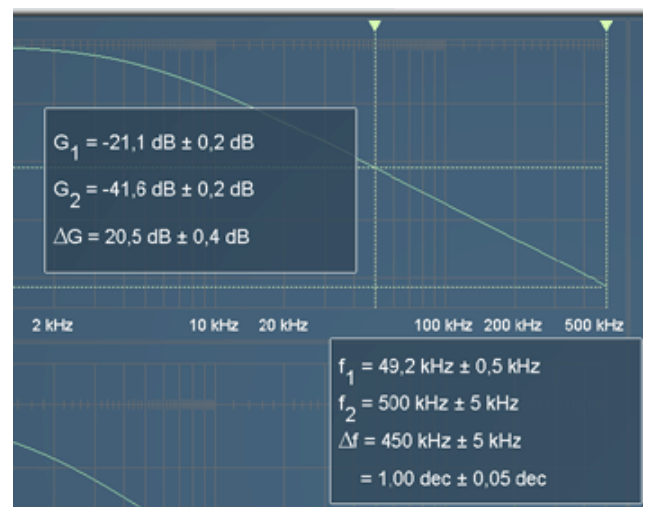 G1 = -21,1 dB ± 0,2 dB
G2 = -41,6 dB ± 0,2 dB
ΔG = 20,5 dB ± 0,4 dB
2 kHz 10 kHz 20 kHz 100 kHz 200 kHz 500 kHz
f1 = 49,2 kHz ± 0,5 kHz
f2 = 500 kHz ± 5 kHz
Δf = 450 kHz ± 5 kHz
= 1,00 dec ± 0,05 dec